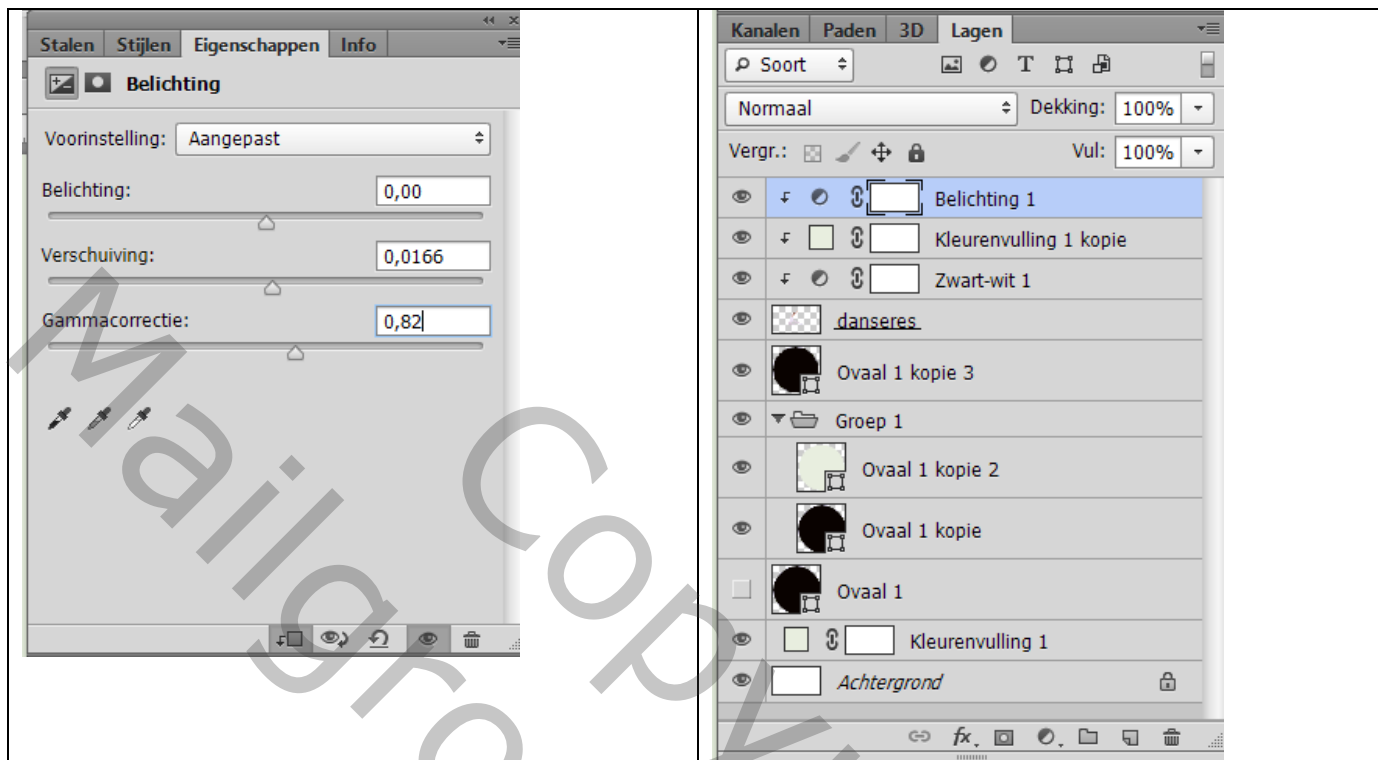 Stalen Stijlen Eigenschappen Info
Belichting
Voorinstelling: Aangepast
Belichting: 0,00
Verschuiving: 0,0166
Gammacorrectie: 0,82
Kanalen Paden 3D Lagen
Soort
Normaal Dekking: 100%
Vergr.: Vul: 100%
Belichting 1
Kleurenvulling 1 kopie
Zwart-wit 1
danseres
Ovaal 1 kopie 3
Groep 1
Ovaal 1 kopie 2
Ovaal 1 kopie
Ovaal 1
Kleurenvulling 1
Achtergrond
fx